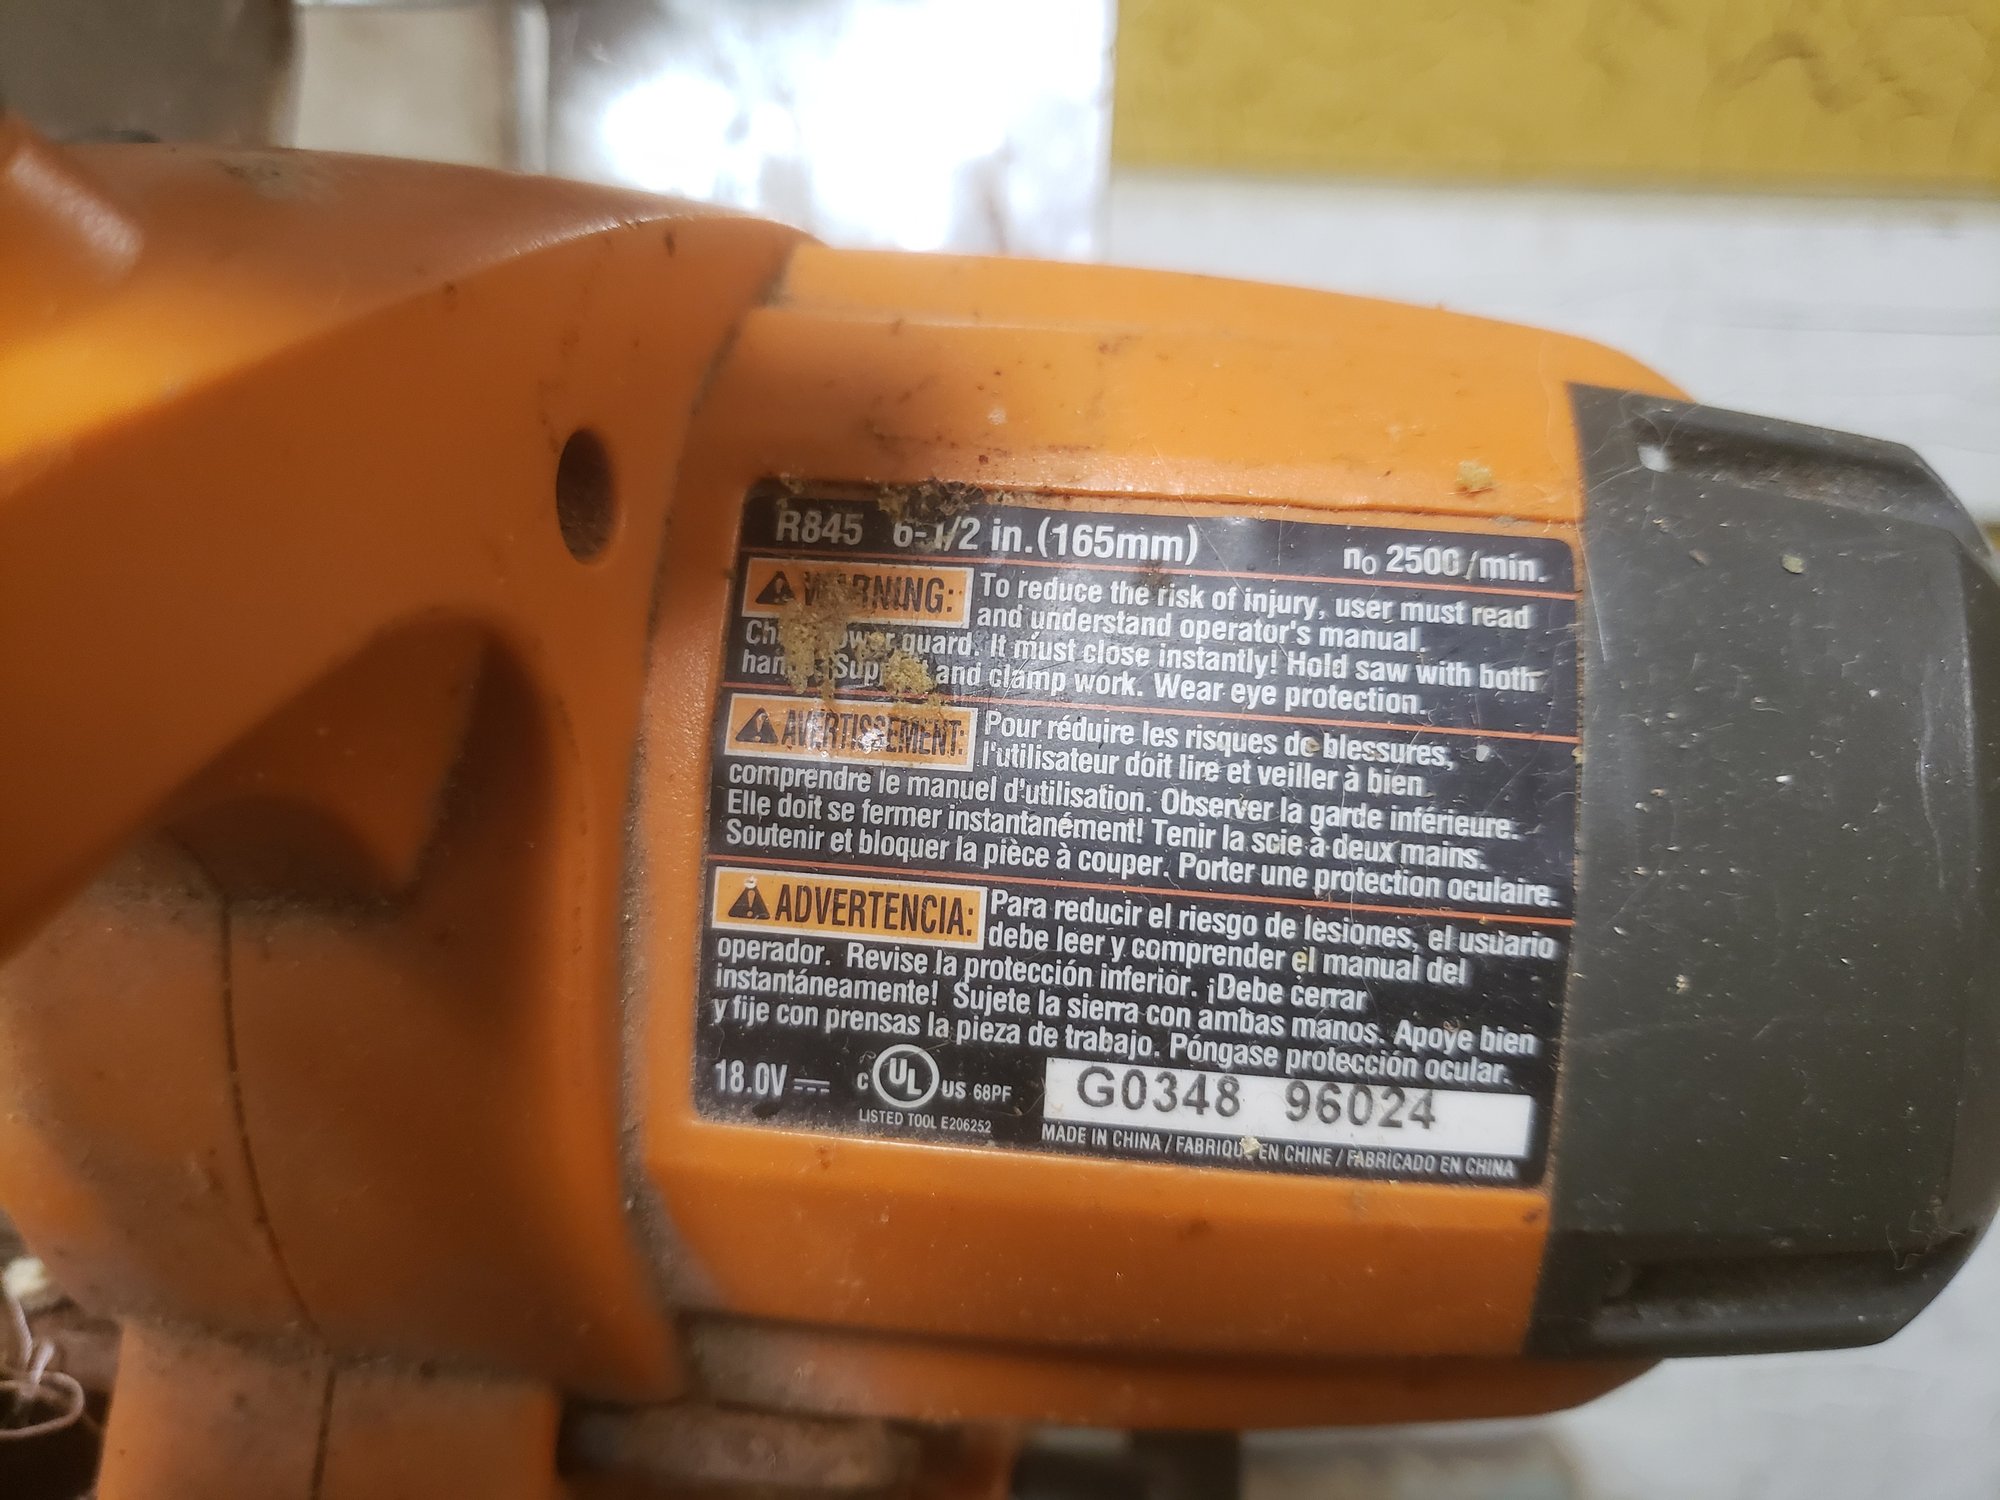 R845 6-1/2 in.(165mm) n₀ 2500/min.
WARNING: To reduce the risk of injury, user must read
and understand operator's manual.
guard. It must close instantly! Hold saw with both
and clamp work. Wear eye protection.
AVERTISSEMENT: Pour réduire les risques de blessures,
l'utilisateur doit lire et veiller à bien
comprendre le manuel d'utilisation. Observer la garde inférieure.
Elle doit se fermer instantanément! Tenir la scie à deux mains.
Soutenir et bloquer la pièce à couper. Porter une protection oculaire.
ADVERTENCIA: Para reducir el riesgo de lesiones, el usuario
debe leer y comprender el manual del
operador. Revise la protección inferior. ¡Debe cerrar
instantáneamente! Sujete la sierra con ambas manos. Apoye bien
y fije con prensas la pieza de trabajo. Póngase protección ocular.
18.0V C UL US 68PF
LISTED TOOL E206252
G0348 96024
MADE IN CHINA / FABRIQUÉ EN CHINE / FABRICADO EN CHINA